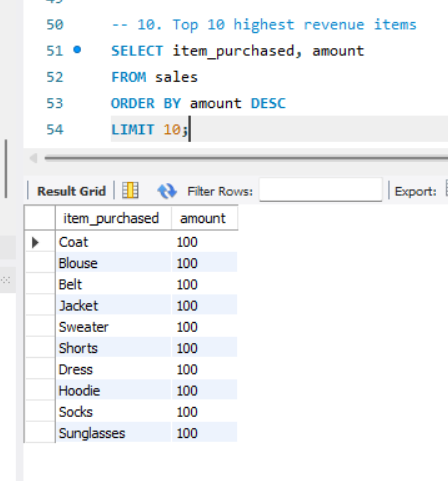 50 -- 10. Top 10 highest revenue items
51 SELECT item_purchased, amount
52 FROM sales
53 ORDER BY amount DESC
54 LIMIT 10;
Result Grid Filter Rows: Export:
item_purchased amount
Coat 100
Blouse 100
Belt 100
Jacket 100
Sweater 100
Shorts 100
Dress 100
Hoodie 100
Socks 100
Sunglasses 100